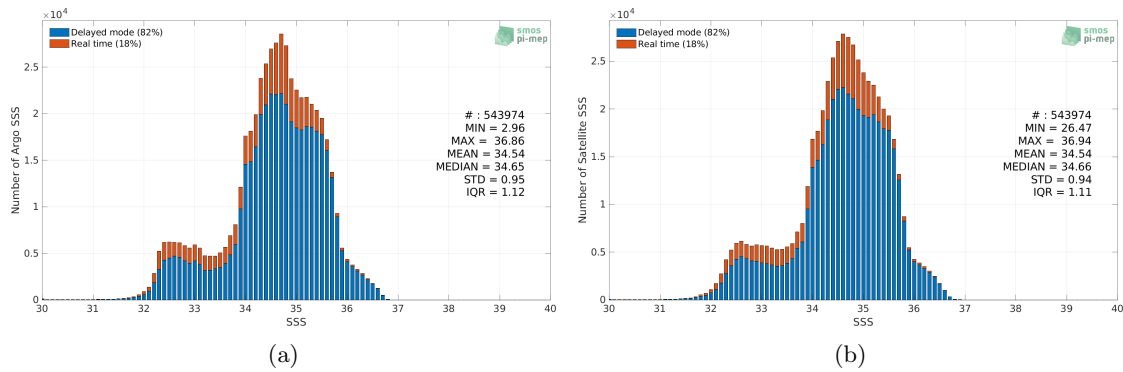 ×10⁴
Delayed mode (82%)
Real time (18%)
smos
pi-mep
# : 543974
MIN = 2.96
MAX = 36.86
MEAN = 34.54
MEDIAN = 34.65
STD = 0.95
IQR = 1.12
Number of Argo SSS
2.5
2
1.5
1
0.5
0
30 31 32 33 34 35 36 37 38 39 40
SSS
(a)
×10⁴
Delayed mode (82%)
Real time (18%)
smos
pi-mep
# : 543974
MIN = 26.47
MAX = 36.94
MEAN = 34.54
MEDIAN = 34.66
STD = 0.94
IQR = 1.11
Number of Satellite SSS
2.5
2
1.5
1
0.5
0
30 31 32 33 34 35 36 37 38 39 40
SSS
(b)